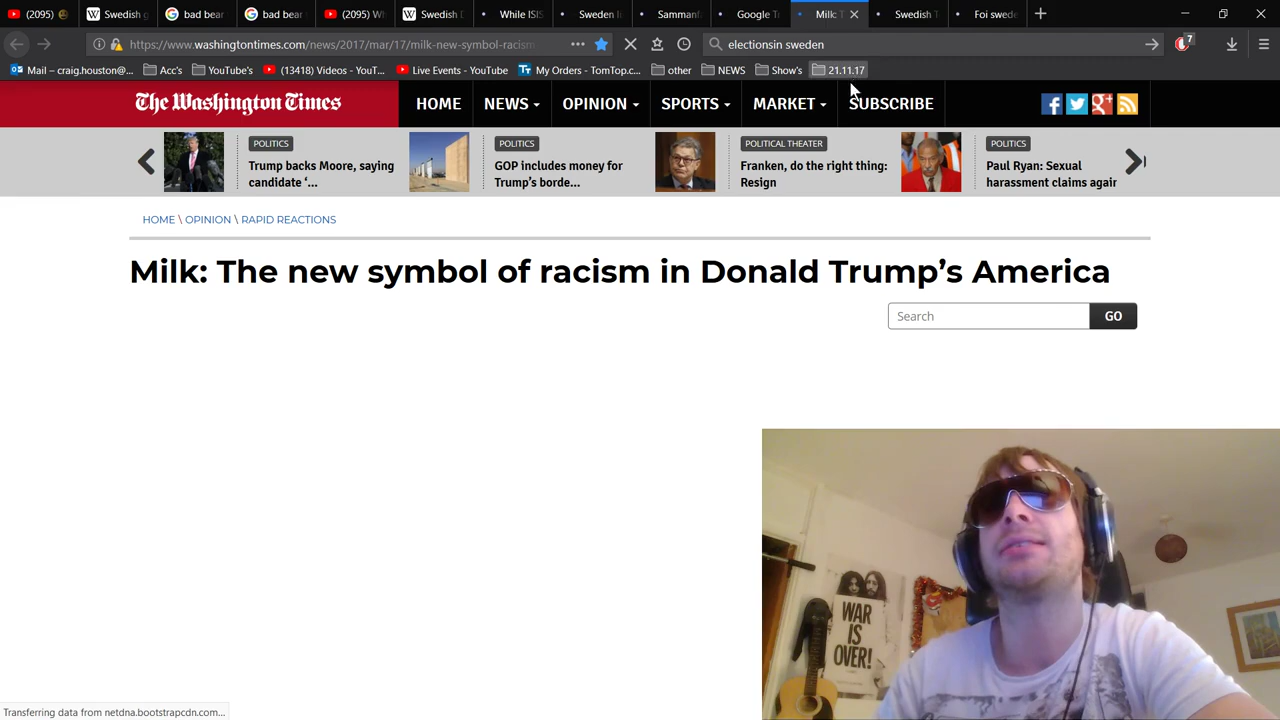 (2095)
Swedish g
bad bear
bad bear
(2095) Wh
Swedish D
While ISIS
Sweden li
Samman
Google Tr
Milk: T
Swedish T
Foi swede
https://www.washingtontimes.com/news/2017/mar/17/milk-new-symbol-racism
electionsin sweden
7
Mail – craig.houston@...
Acc's
YouTube's
(13418) Videos - YouT...
Live Events - YouTube
My Orders - TomTop.c...
other
NEWS
Show's
21.11.17
The Washington Times
HOME
NEWS
OPINION
SPORTS
MARKET
SUBSCRIBE
POLITICS
Trump backs Moore, saying
candidate ‘...
POLITICS
GOP includes money for
Trump’s borde...
POLITICAL THEATER
Franken, do the right thing:
Resign
POLITICS
Paul Ryan: Sexual
harassment claims again
HOME \ OPINION \ RAPID REACTIONS
Milk: The new symbol of racism in Donald Trump’s America
Search
GO
WAR
IS
OVER!
Transferring data from netdna.bootstrapcdn.com...